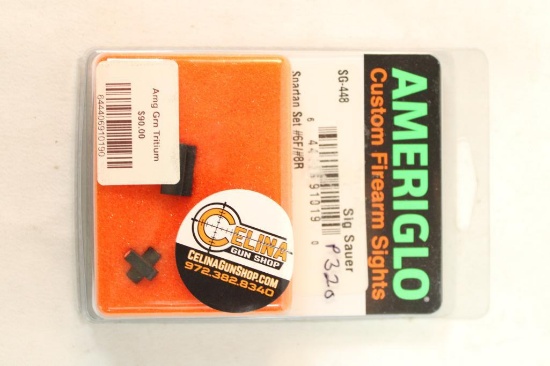 AMERIGLO®
Custom Firearm Sights
SG-448
Sig Sauer
P320
Spartan Set #6F/#8R
Amg Grn Tritium
$90.00
644406910190
CELINA
GUN SHOP
CELINAGUNSHOP.COM
972.382.8340